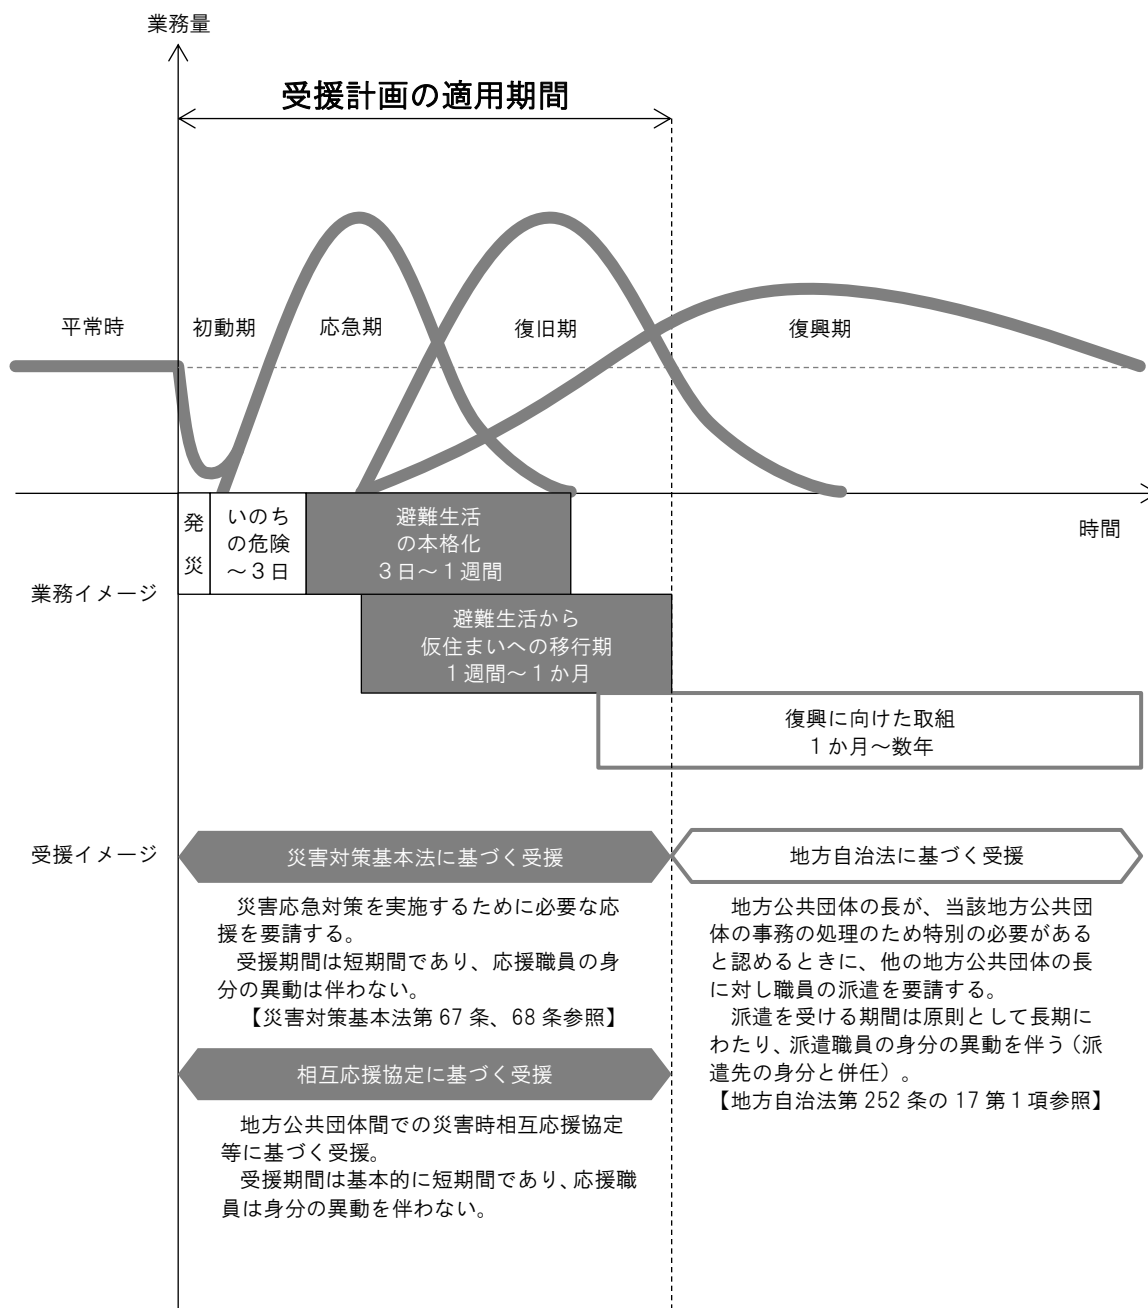 業務量
受援計画の適用期間
平常時
初動期
応急期
復旧期
復興期
時間
業務イメージ
発
災
いのち
の危険
～３日
避難生活
の本格化
３日～１週間
避難生活から
仮住まいへの移行期
１週間～１か月
復興に向けた取組
１か月～数年
受援イメージ
災害対策基本法に基づく受援
災害応急対策を実施するために必要な応
援を要請する。
受援期間は短期間であり、応援職員の身
分の異動は伴わない。
【災害対策基本法第 67 条、68 条参照】
相互応援協定に基づく受援
地方公共団体間での災害時相互応援協定
等に基づく受援。
受援期間は基本的に短期間であり、応援職
員は身分の異動を伴わない。
地方自治法に基づく受援
地方公共団体の長が、当該地方公共団
体の事務の処理のため特別の必要がある
と認めるときに、他の地方公共団体の長
に対し職員の派遣を要請する。
派遣を受ける期間は原則として長期に
わたり、派遣職員の身分の異動を伴う（派
遣先の身分と併任）。
【地方自治法第 252 条の 17 第１項参照】